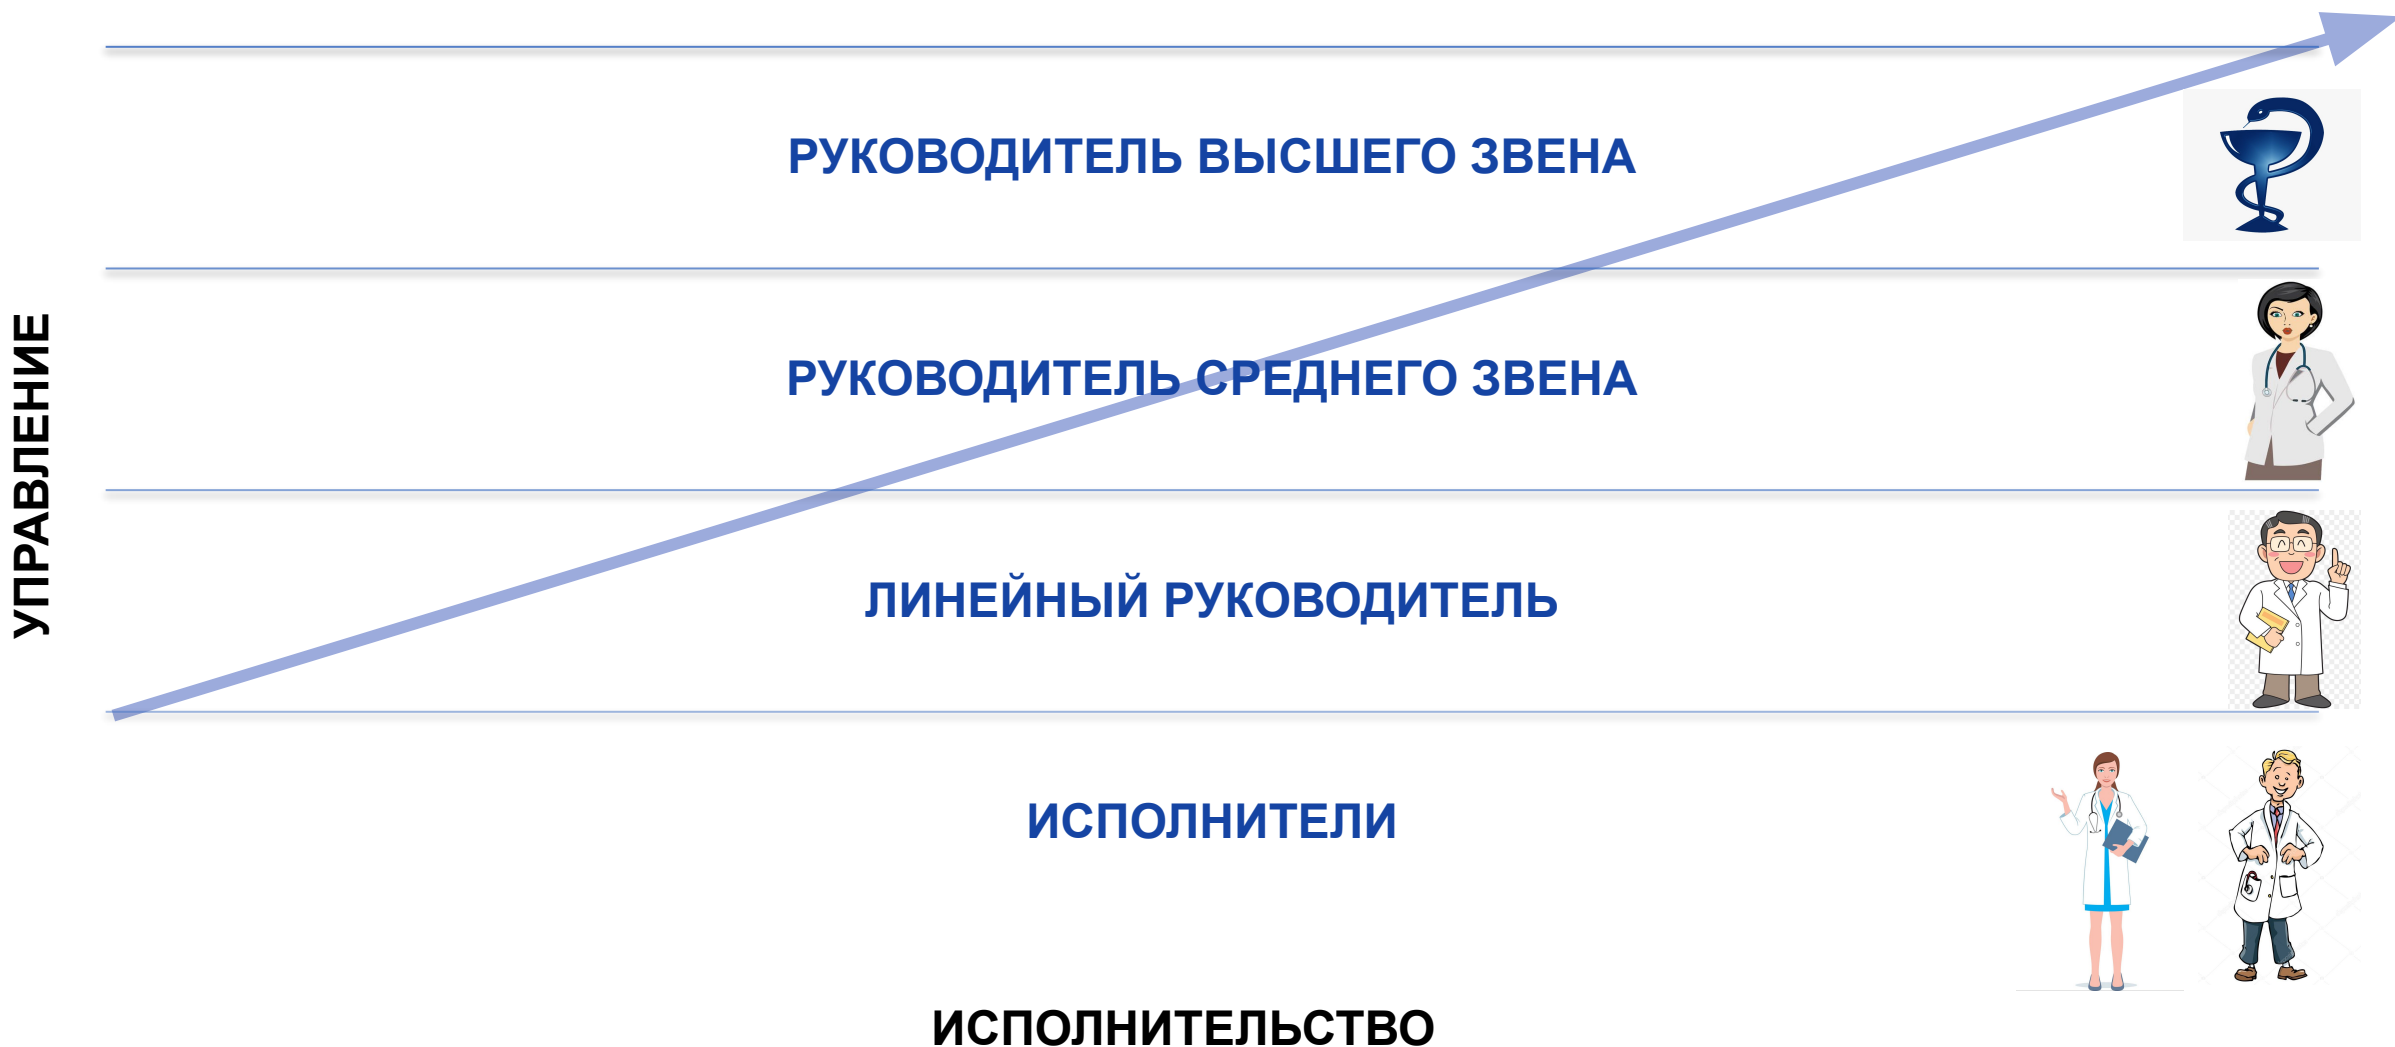 РУКОВОДИТЕЛЬ ВЫСШЕГО ЗВЕНА
РУКОВОДИТЕЛЬ СРЕДНЕГО ЗВЕНА
УПРАВЛЕНИЕ
ЛИНЕЙНЫЙ РУКОВОДИТЕЛЬ
ИСПОЛНИТЕЛИ
ИСПОЛНИТЕЛЬСТВО